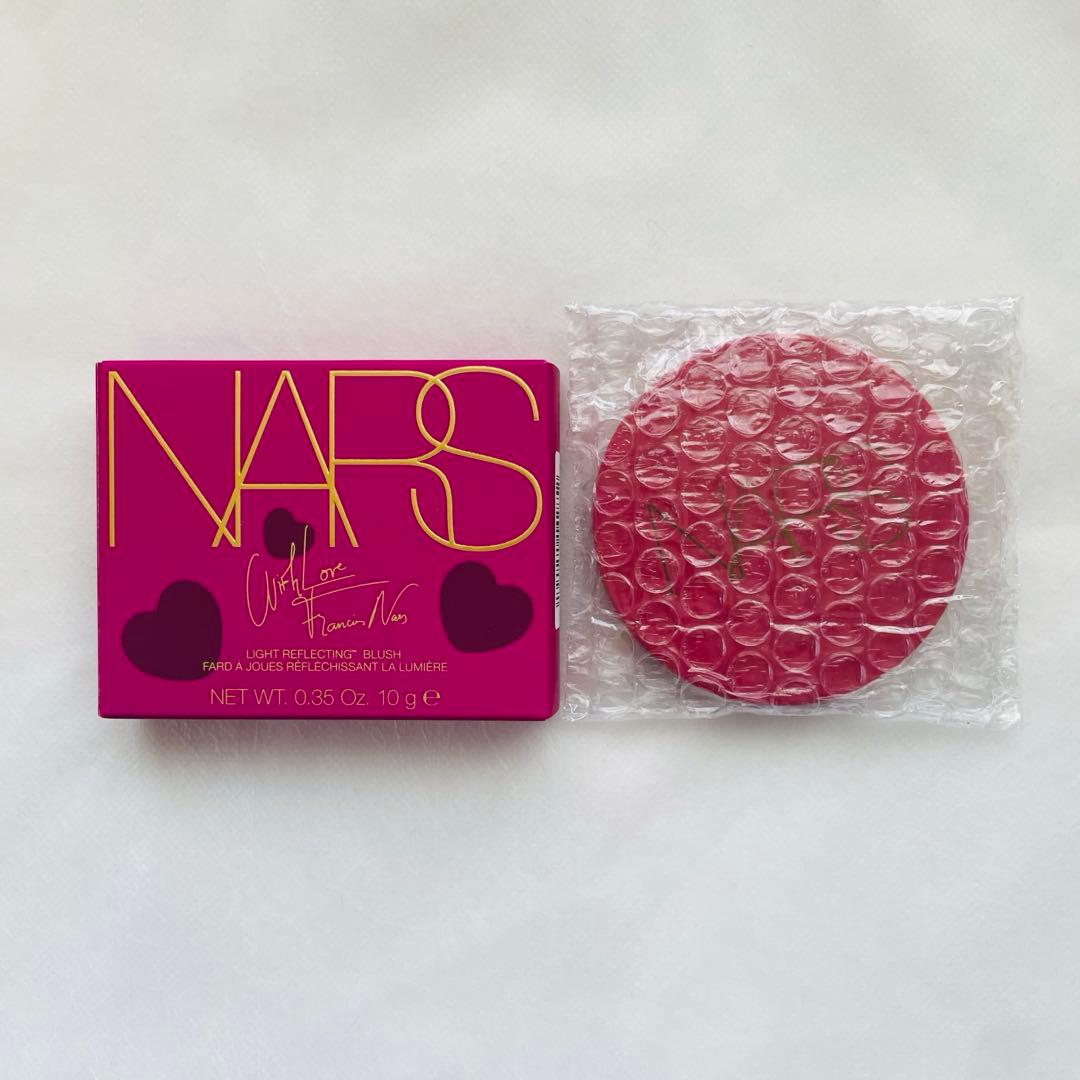 NARS
With Love
François Nars
LIGHT REFLECTING™ BLUSH
FARD À JOUES RÉFLÉCHISSANT LA LUMIÈRE
NET WT. 0.35 Oz. 10 g ℮
NARS